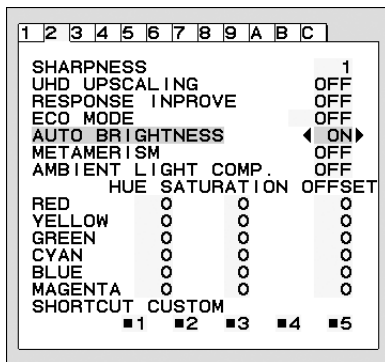 1 2 3 4 5 6 7 8 9 A B C
SHARPNESS 1
UHD UPSCALING OFF
RESPONSE INPROVE OFF
ECO MODE OFF
AUTO BRIGHTNESS ◀ ON▶
METAMERISM OFF
AMBIENT LIGHT COMP. OFF
HUE SATURATION OFFSET
RED 0 0 0
YELLOW 0 0 0
GREEN 0 0 0
CYAN 0 0 0
BLUE 0 0 0
MAGENTA 0 0 0
SHORTCUT CUSTOM
■1 ■2 ■3 ■4 ■5